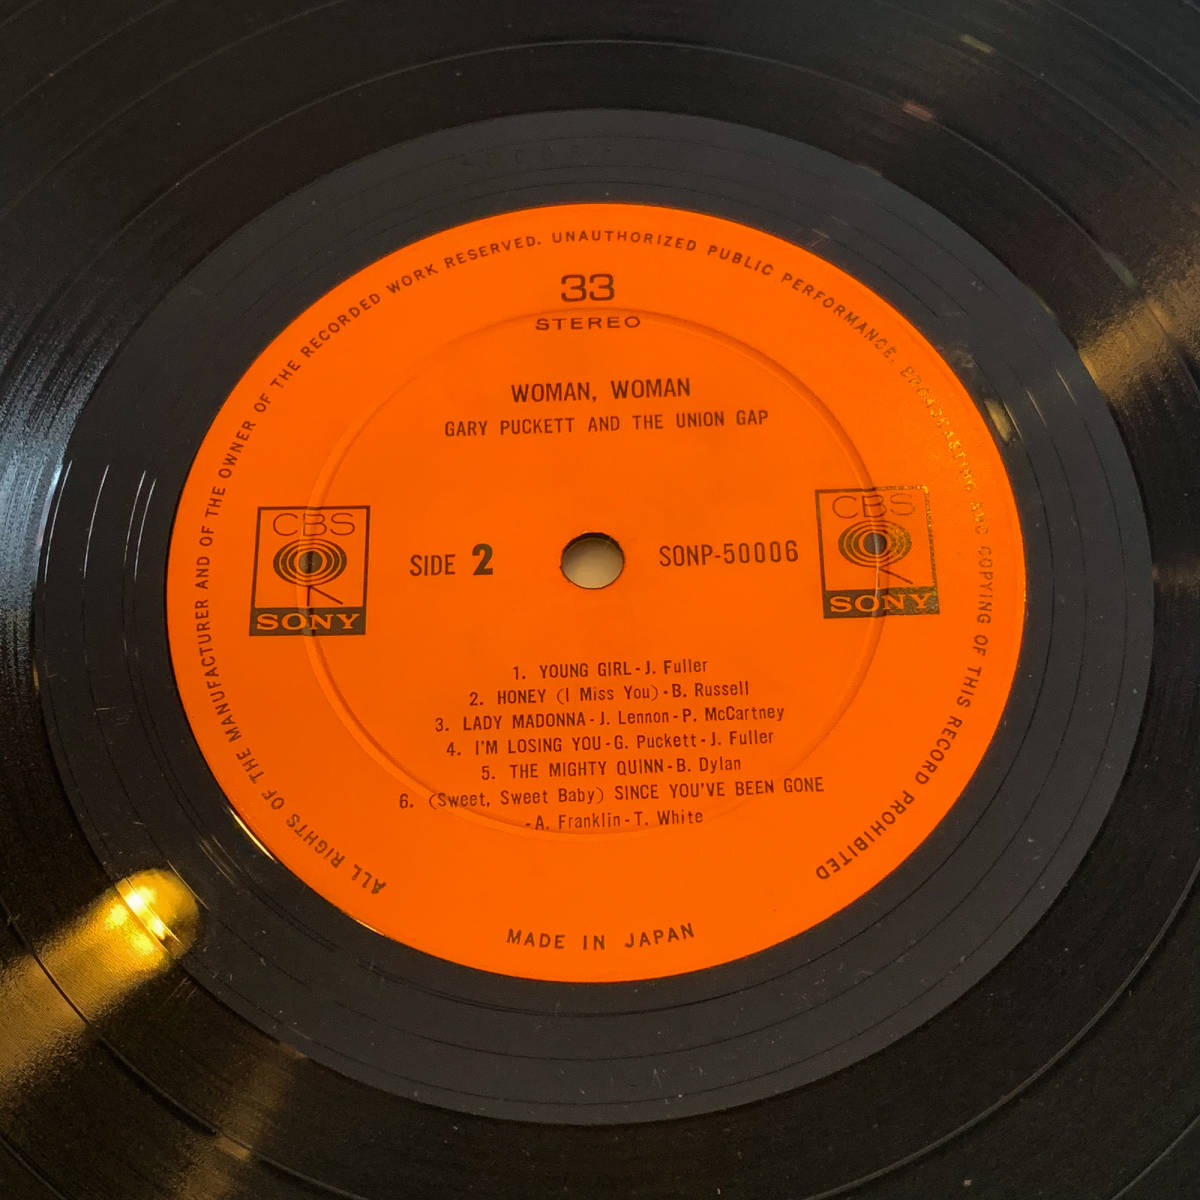 ALL RIGHTS OF THE MANUFACTURER AND OF THE OWNER OF THE RECORDED WORK RESERVED. UNAUTHORIZED PUBLIC PERFORMANCE, BROADCASTING AND COPYING OF THIS RECORD PROHIBITED
33
STEREO
WOMAN, WOMAN
GARY PUCKETT AND THE UNION GAP
CBS
SONY
SIDE 2
SONP-50006
CBS
SONY
1. YOUNG GIRL-J. Fuller
2. HONEY (I Miss You)-B. Russell
3. LADY MADONNA-J. Lennon-P. McCartney
4. I'M LOSING YOU-G. Puckett-J. Fuller
5. THE MIGHTY QUINN-B. Dylan
6. (Sweet, Sweet Baby) SINCE YOU'VE BEEN GONE
-A. Franklin-T. White
MADE IN JAPAN